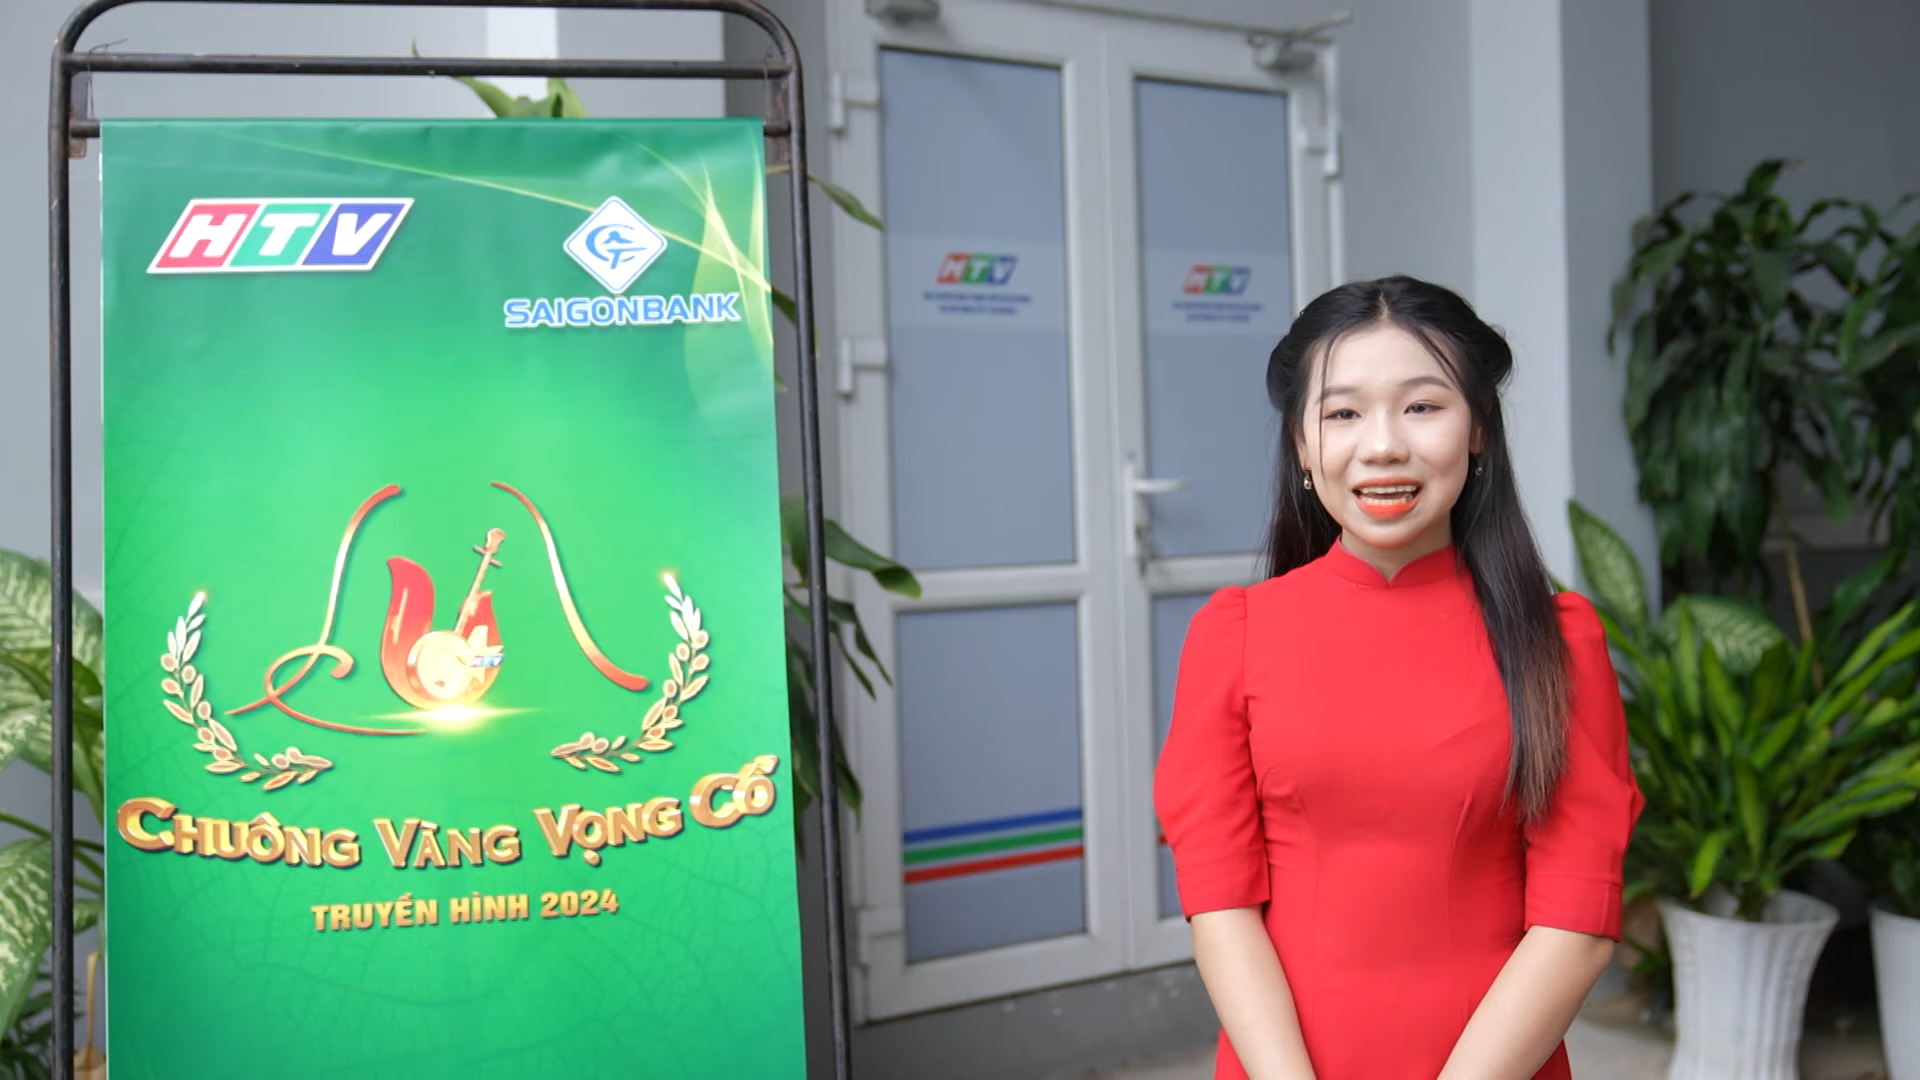 HTV
SAIGONBANK
HTV
CHUÔNG VÀNG VỌNG CỔ
TRUYỀN HÌNH 2024
HTV
HTV